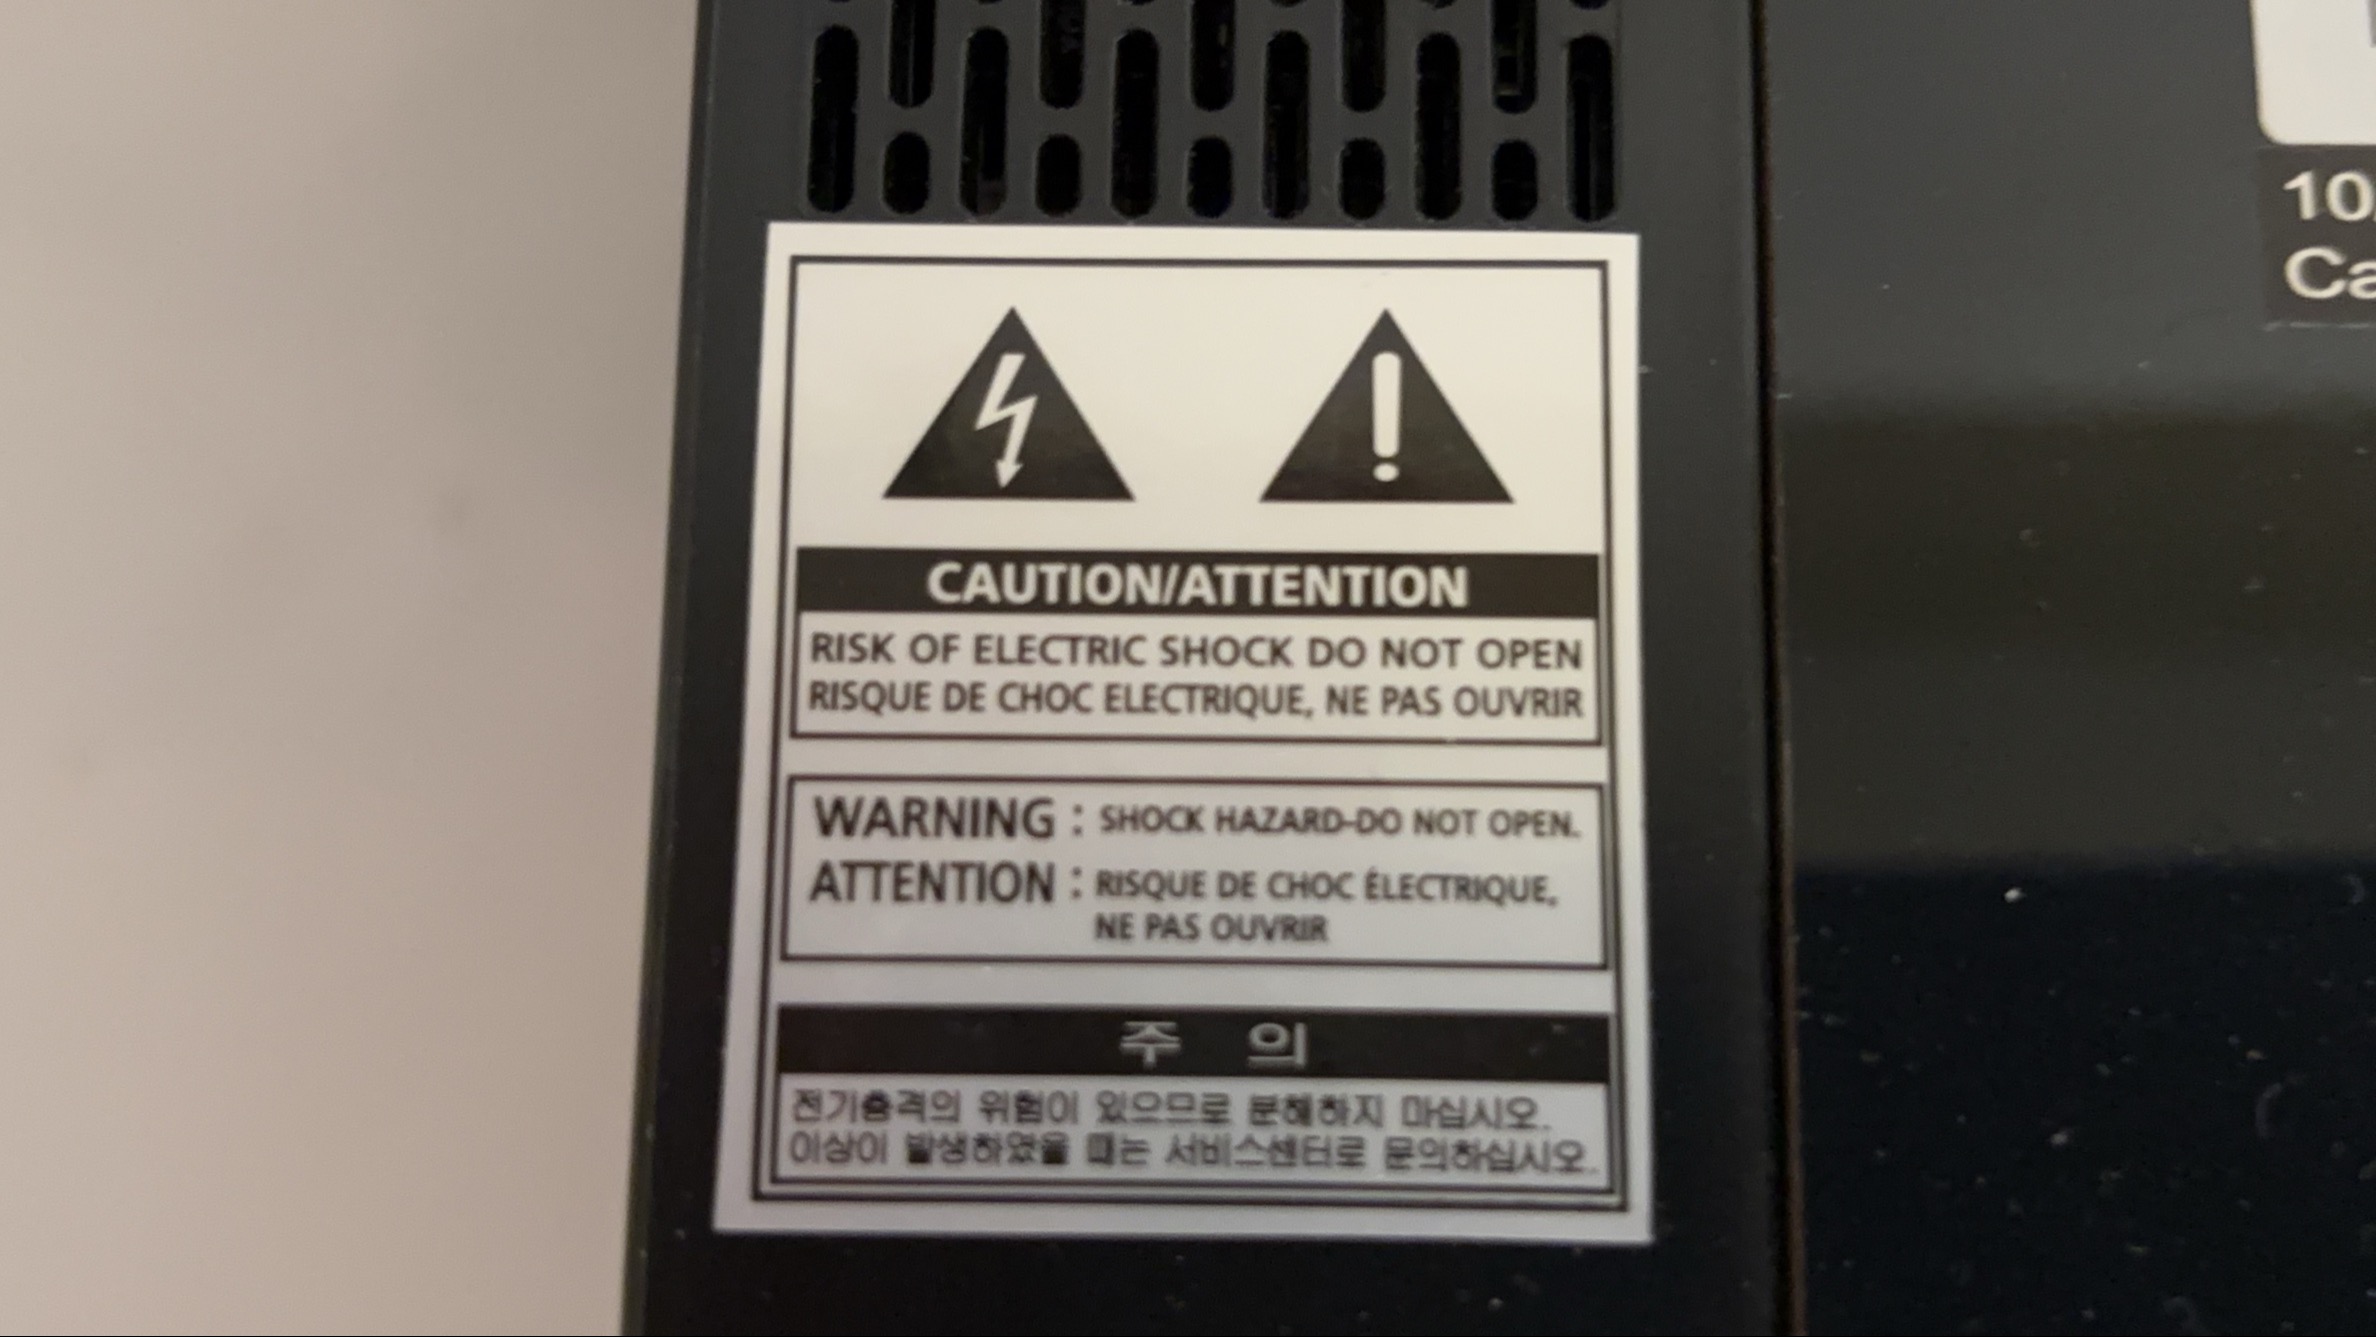 10
Ca
CAUTION/ATTENTION
RISK OF ELECTRIC SHOCK DO NOT OPEN
RISQUE DE CHOC ELECTRIQUE, NE PAS OUVRIR
WARNING : SHOCK HAZARD-DO NOT OPEN.
ATTENTION : RISQUE DE CHOC ÉLECTRIQUE,
NE PAS OUVRIR
주 의
전기충격의 위험이 있으므로 분해하지 마십시오.
이상이 발생하였을 때는 서비스센터로 문의하십시오.